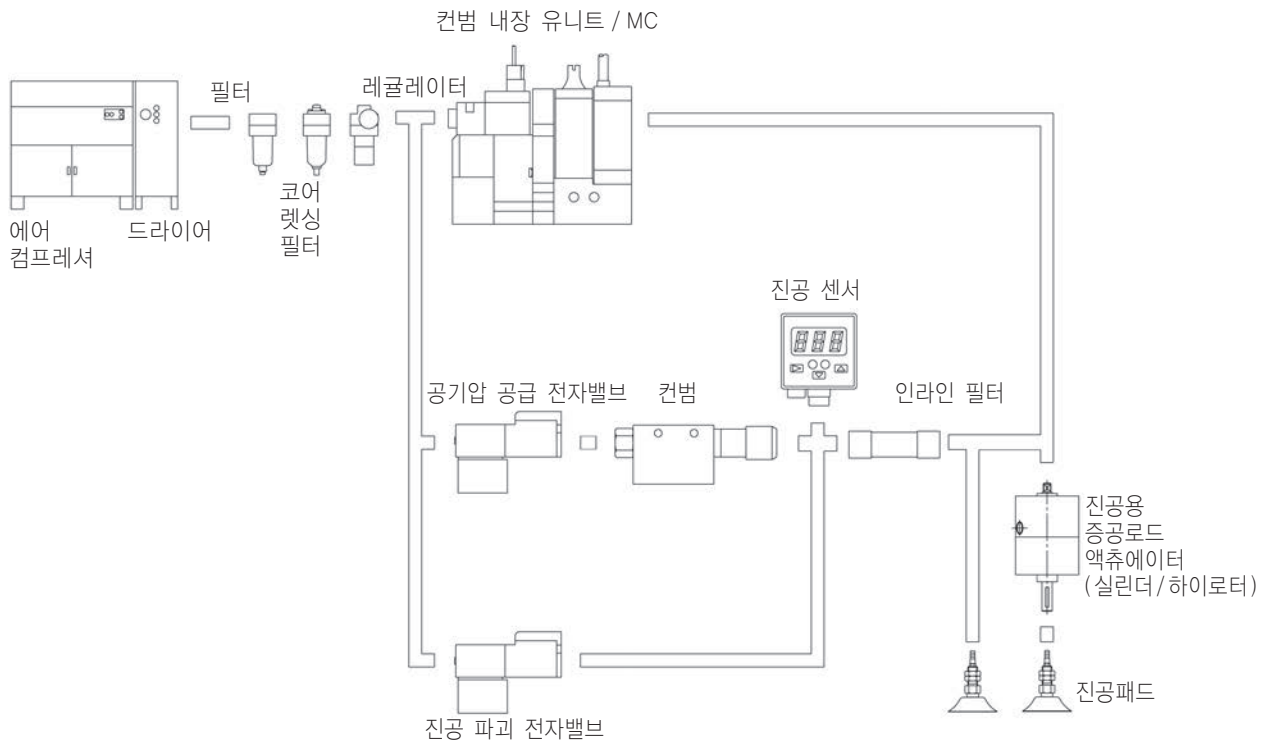 컨범 내장 유니트 / MC
필터
레귤레이터
코어
렛싱
필터
에어
컴프레셔
드라이어
진공 센서
공기압 공급 전자밸브
컨범
인라인 필터
진공용
증공로드
액츄에이터
(실린더/하이로터)
진공패드
진공 파괴 전자밸브